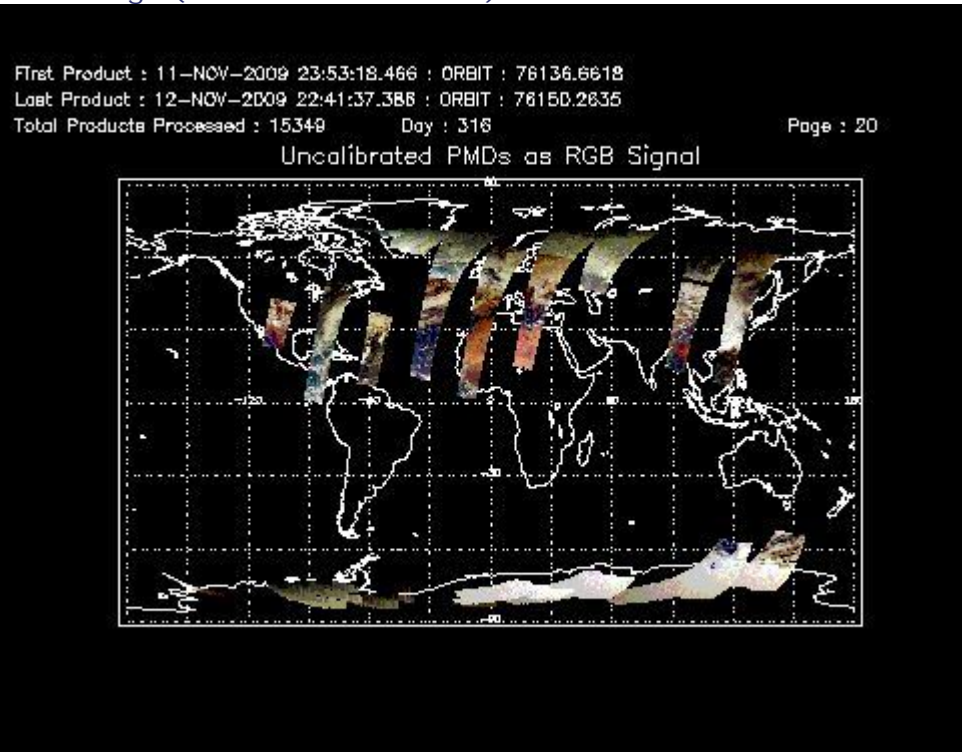 First Product : 11-NOV-2009 23:53:18.466 : ORBIT : 76136.6618
Last Product : 12-NOV-2009 22:41:37.386 : ORBIT : 76150.2635
Total Products Processed : 15349 Day : 316 Page : 20
Uncalibrated PMDs as RGB Signal
-120